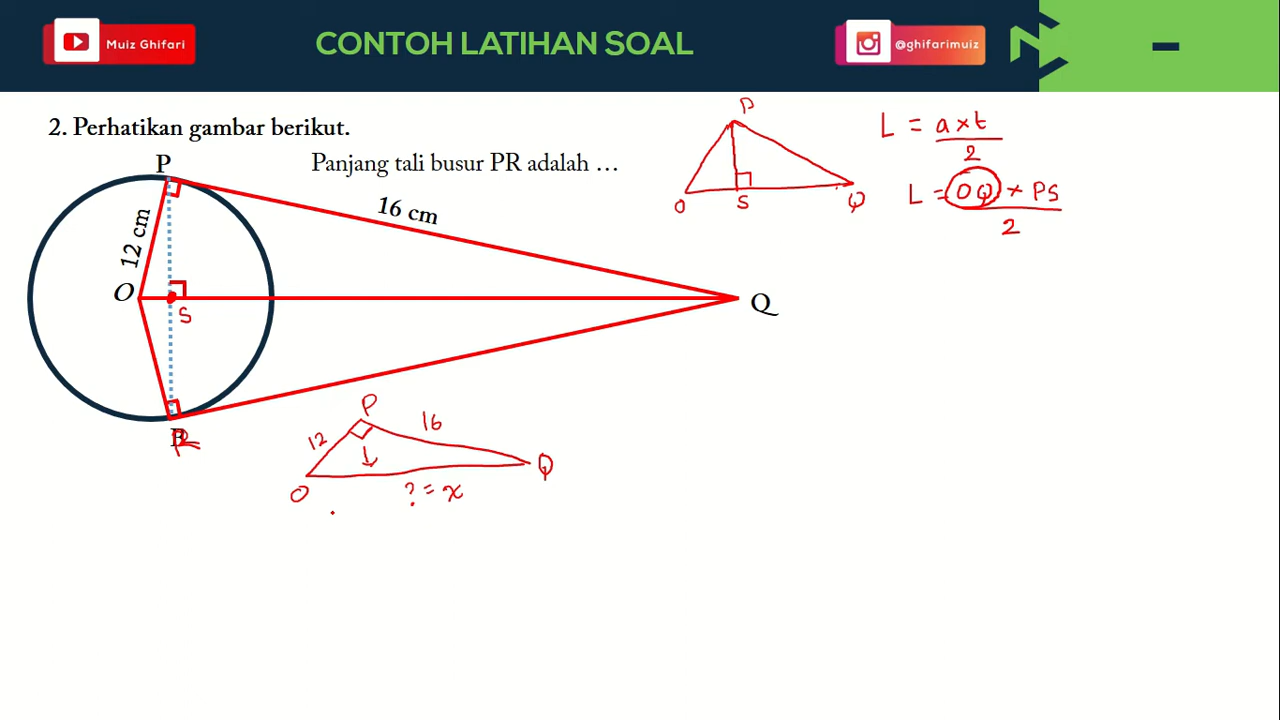 Muiz Ghifari
CONTOH LATIHAN SOAL
@ghifarimuiz
2. Perhatikan gambar berikut.
Panjang tali busur PR adalah ...
P
16 cm
12 cm
O
S
Q
R
P
O
S
Q
L = a x t
2
L = OQ x PS
2
P
12
16
O
Q
? = x